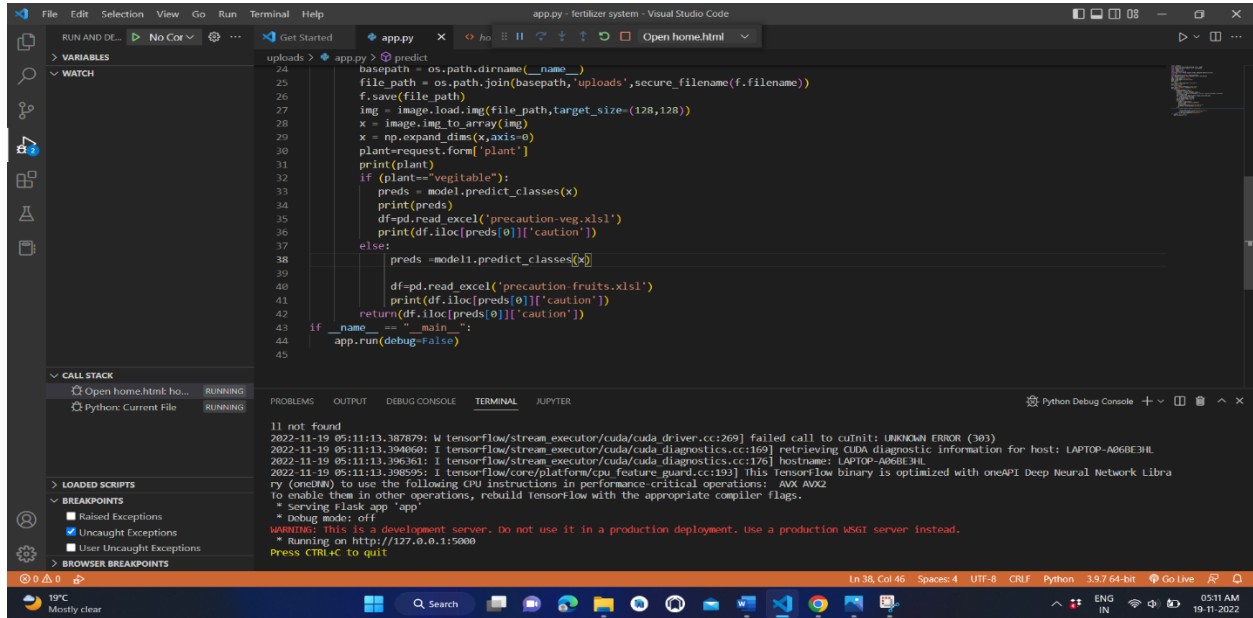 File Edit Selection View Go Run Terminal Help app.py - fertilizer system - Visual Studio Code
RUN AND DE... No Cor ... Get Started app.py × ho Open home.html
> VARIABLES
WATCH
uploads > app.py > predict
24 basepath = os.path.dirname(__name__)
25 file_path = os.path.join(basepath,'uploads',secure_filename(f.filename))
26 f.save(file_path)
27 img = image.load.img(file_path,target_size=(128,128))
28 x = image.img_to_array(img)
29 x = np.expand_dims(x,axis=0)
30 plant=request.form['plant']
31 print(plant)
32 if (plant=="vegitable"):
33 preds = model.predict_classes(x)
34 print(preds)
35 df=pd.read_excel('precaution-veg.xlsl')
36 print(df.iloc[preds[0]]['caution'])
37 else:
38 preds =model1.predict_classes(x)
39
40 df=pd.read_excel('precaution-fruits.xlsl')
41 print(df.iloc[preds[0]]['caution'])
42 return(df.iloc[preds[0]]['caution'])
43 if __name__ == "__main__":
44 app.run(debug=False)
45
2
CALL STACK
Open home.html: ho... RUNNING
Python: Current File RUNNING
> LOADED SCRIPTS
BREAKPOINTS
Raised Exceptions
Uncaught Exceptions
User Uncaught Exceptions
> BROWSER BREAKPOINTS
PROBLEMS OUTPUT DEBUG CONSOLE TERMINAL JUPYTER Python Debug Console
ll not found
2022-11-19 05:11:13.387879: W tensorflow/stream_executor/cuda/cuda_driver.cc:269] failed call to cuInit: UNKNOWN ERROR (303)
2022-11-19 05:11:13.394060: I tensorflow/stream_executor/cuda/cuda_diagnostics.cc:169] retrieving CUDA diagnostic information for host: LAPTOP-A06BE3HL
2022-11-19 05:11:13.396361: I tensorflow/stream_executor/cuda/cuda_diagnostics.cc:176] hostname: LAPTOP-A06BE3HL
2022-11-19 05:11:13.398595: I tensorflow/core/platform/cpu_feature_guard.cc:193] This TensorFlow binary is optimized with oneAPI Deep Neural Network Libra
ry (oneDNN) to use the following CPU instructions in performance-critical operations: AVX AVX2
To enable them in other operations, rebuild TensorFlow with the appropriate compiler flags.
* Serving Flask app 'app'
* Debug mode: off
WARNING: This is a development server. Do not use it in a production deployment. Use a production WSGI server instead.
* Running on http://127.0.0.1:5000
Press CTRL+C to quit
0 0 Ln 38, Col 46 Spaces: 4 UTF-8 CRLF Python 3.9.7 64-bit Go Live
19°C
Mostly clear
Search
ENG
IN
05:11 AM
19-11-2022